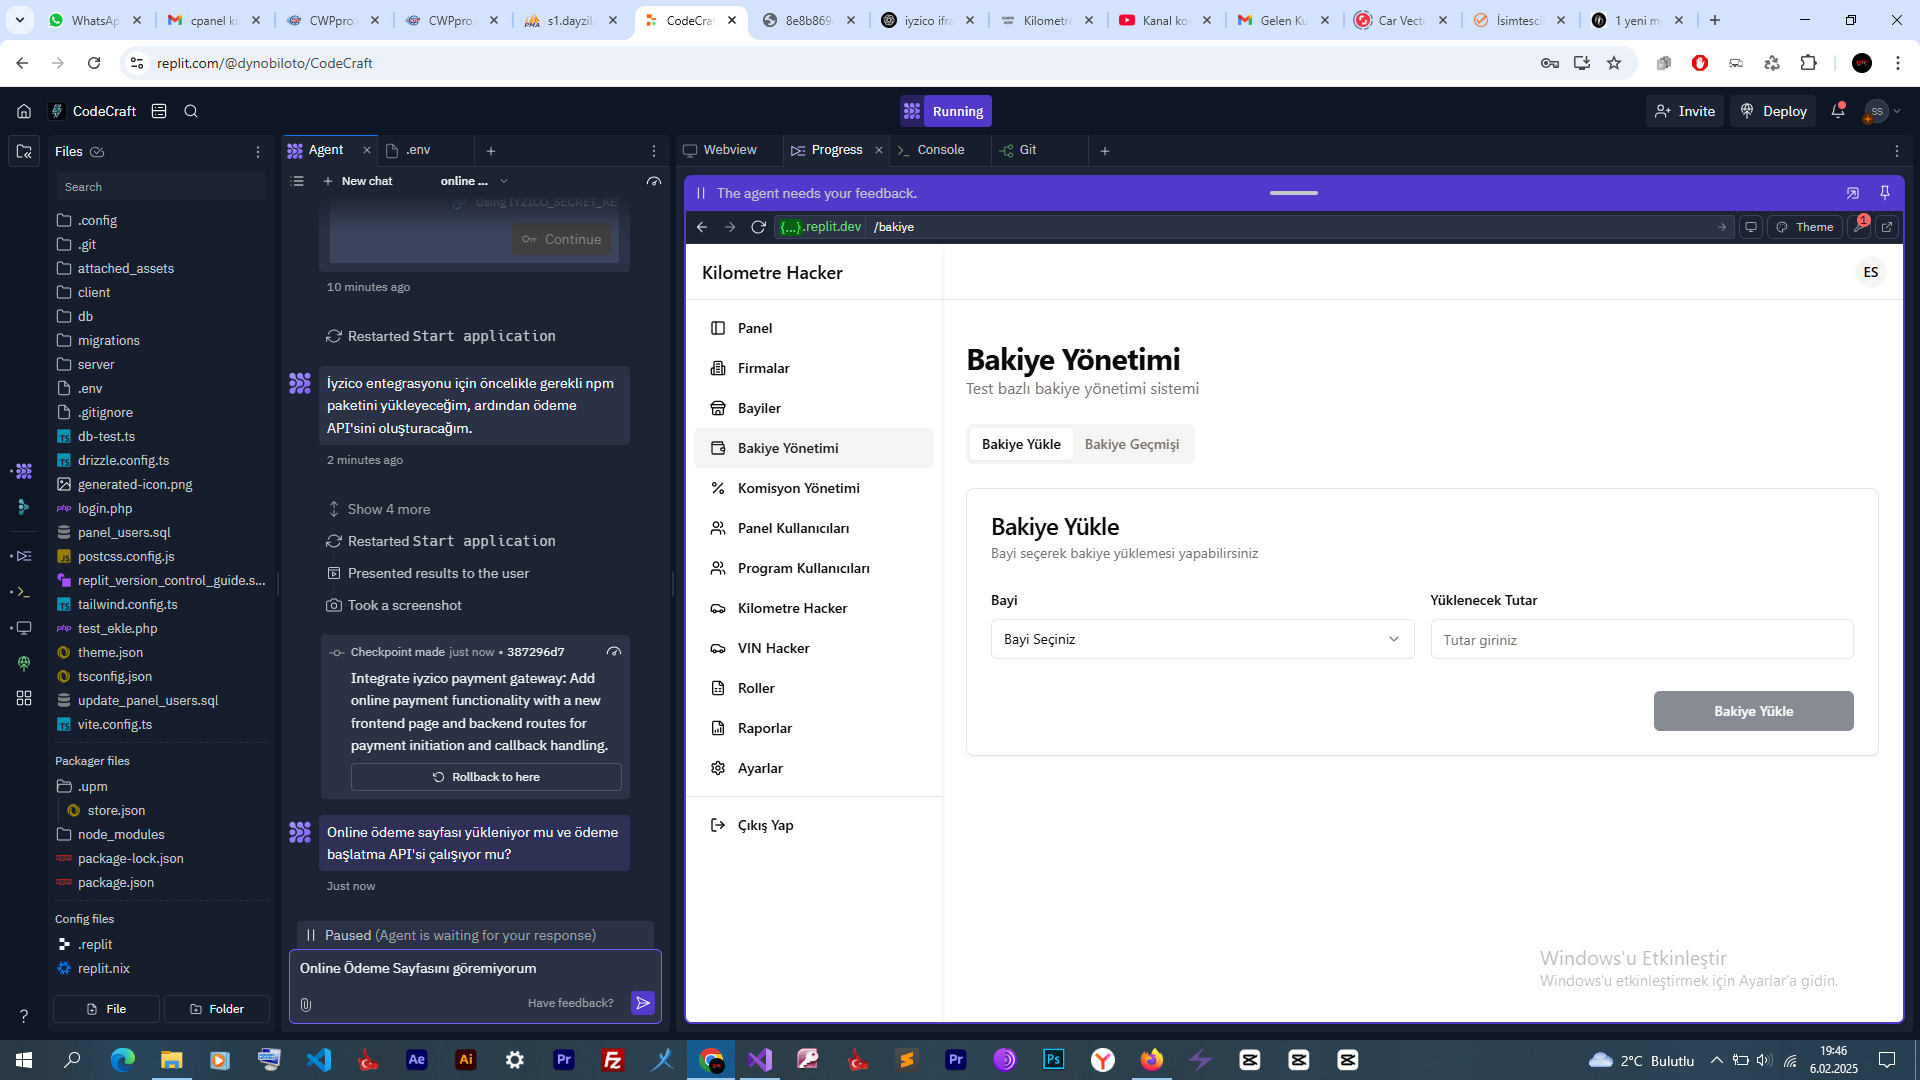 WhatsAp
cpanel ki
CWPpro.
CWPpro.
s1.dayzil.
CodeCraf
8e8b869
iyzico ifra
Kilometre
Kanal ko
Gelen Ku
Car Vecto
İsimtesci
1 yeni m
replit.com/@dynobiloto/CodeCraft
CodeCraft
Running
Invite
Deploy
SS
Files
Search
.config
.git
attached_assets
client
db
migrations
server
.env
.gitignore
db-test.ts
drizzle.config.ts
generated-icon.png
login.php
panel_users.sql
postcss.config.js
replit_version_control_guide.s...
tailwind.config.ts
test_ekle.php
theme.json
tsconfig.json
update_panel_users.sql
vite.config.ts
Packager files
.upm
store.json
node_modules
package-lock.json
package.json
Config files
.replit
replit.nix
File
Folder
Agent
.env
New chat
online ...
Using IYZICO_SECRET_KE
Continue
10 minutes ago
Restarted Start application
İyzico entegrasyonu için öncelikle gerekli npm
paketini yükleyeceğim, ardından ödeme
API'sini oluşturacağım.
2 minutes ago
Show 4 more
Restarted Start application
Presented results to the user
Took a screenshot
Checkpoint made just now • 387296d7
Integrate iyzico payment gateway: Add
online payment functionality with a new
frontend page and backend routes for
payment initiation and callback handling.
Rollback to here
Online ödeme sayfası yükleniyor mu ve ödeme
başlatma API'si çalışıyor mu?
Just now
Paused (Agent is waiting for your response)
Online Ödeme Sayfasını göremiyorum
Have feedback?
Webview
Progress
Console
Git
The agent needs your feedback.
{...}.replit.dev
/bakiye
Theme
1
Kilometre Hacker
ES
Panel
Firmalar
Bayiler
Bakiye Yönetimi
Komisyon Yönetimi
Panel Kullanıcıları
Program Kullanıcıları
Kilometre Hacker
VIN Hacker
Roller
Raporlar
Ayarlar
Çıkış Yap
Bakiye Yönetimi
Test bazlı bakiye yönetimi sistemi
Bakiye Yükle
Bakiye Geçmişi
Bakiye Yükle
Bayi seçerek bakiye yüklemesi yapabilirsiniz
Bayi
Bayi Seçiniz
Yüklenecek Tutar
Tutar giriniz
Bakiye Yükle
Windows'u Etkinleştir
Windows'u etkinleştirmek için Ayarlar'a gidin.
2°C Bulutlu
19:46
6.02.2025